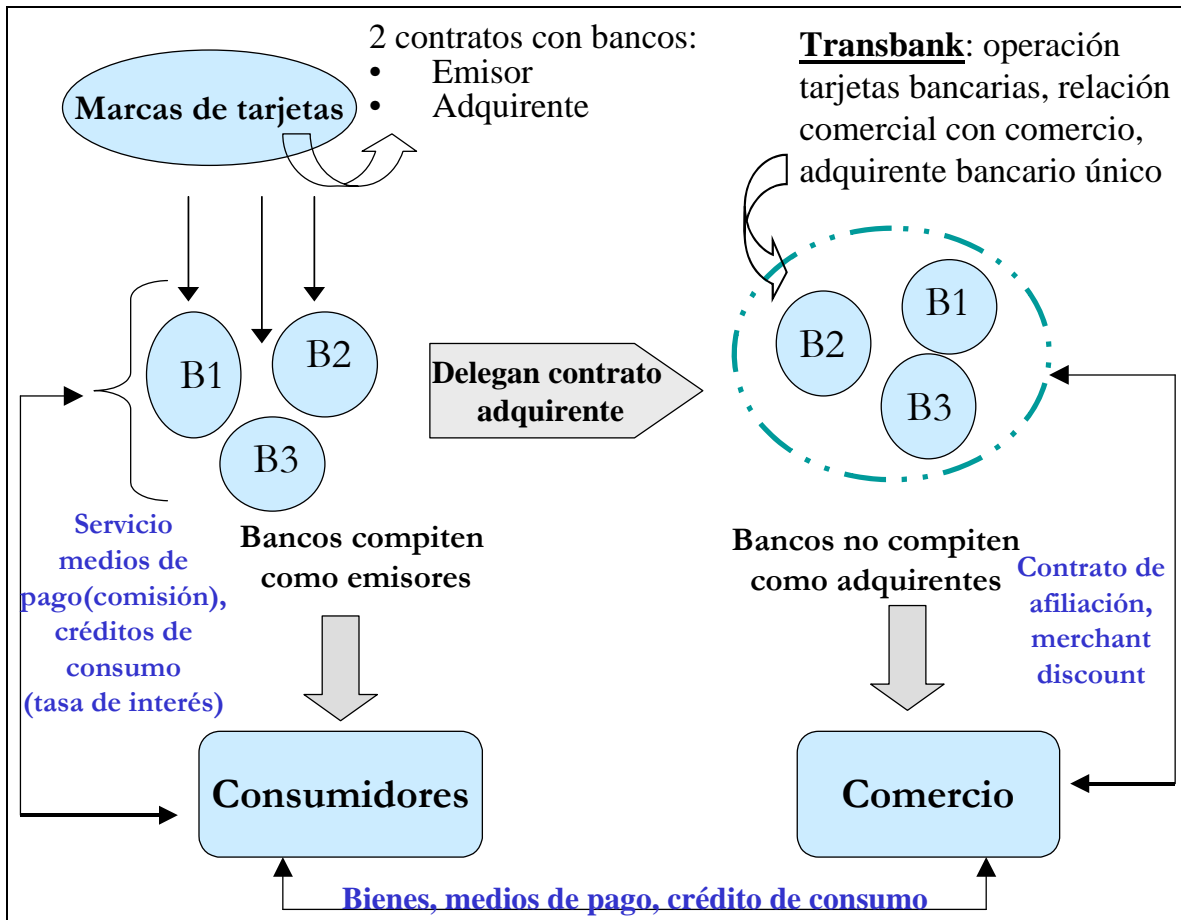 2 contratos con bancos:
• Emisor
• Adquirente
Marcas de tarjetas
Transbank: operación
tarjetas bancarias, relación
comercial con comercio,
adquirente bancario único
B1
B2
B3
Delegan contrato
adquirente
B1
B2
B3
Servicio
medios de
pago(comisión),
créditos de
consumo
(tasa de interés)
Bancos compiten
como emisores
Bancos no compiten
como adquirentes
Contrato de
afiliación,
merchant
discount
Consumidores
Comercio
Bienes, medios de pago, crédito de consumo